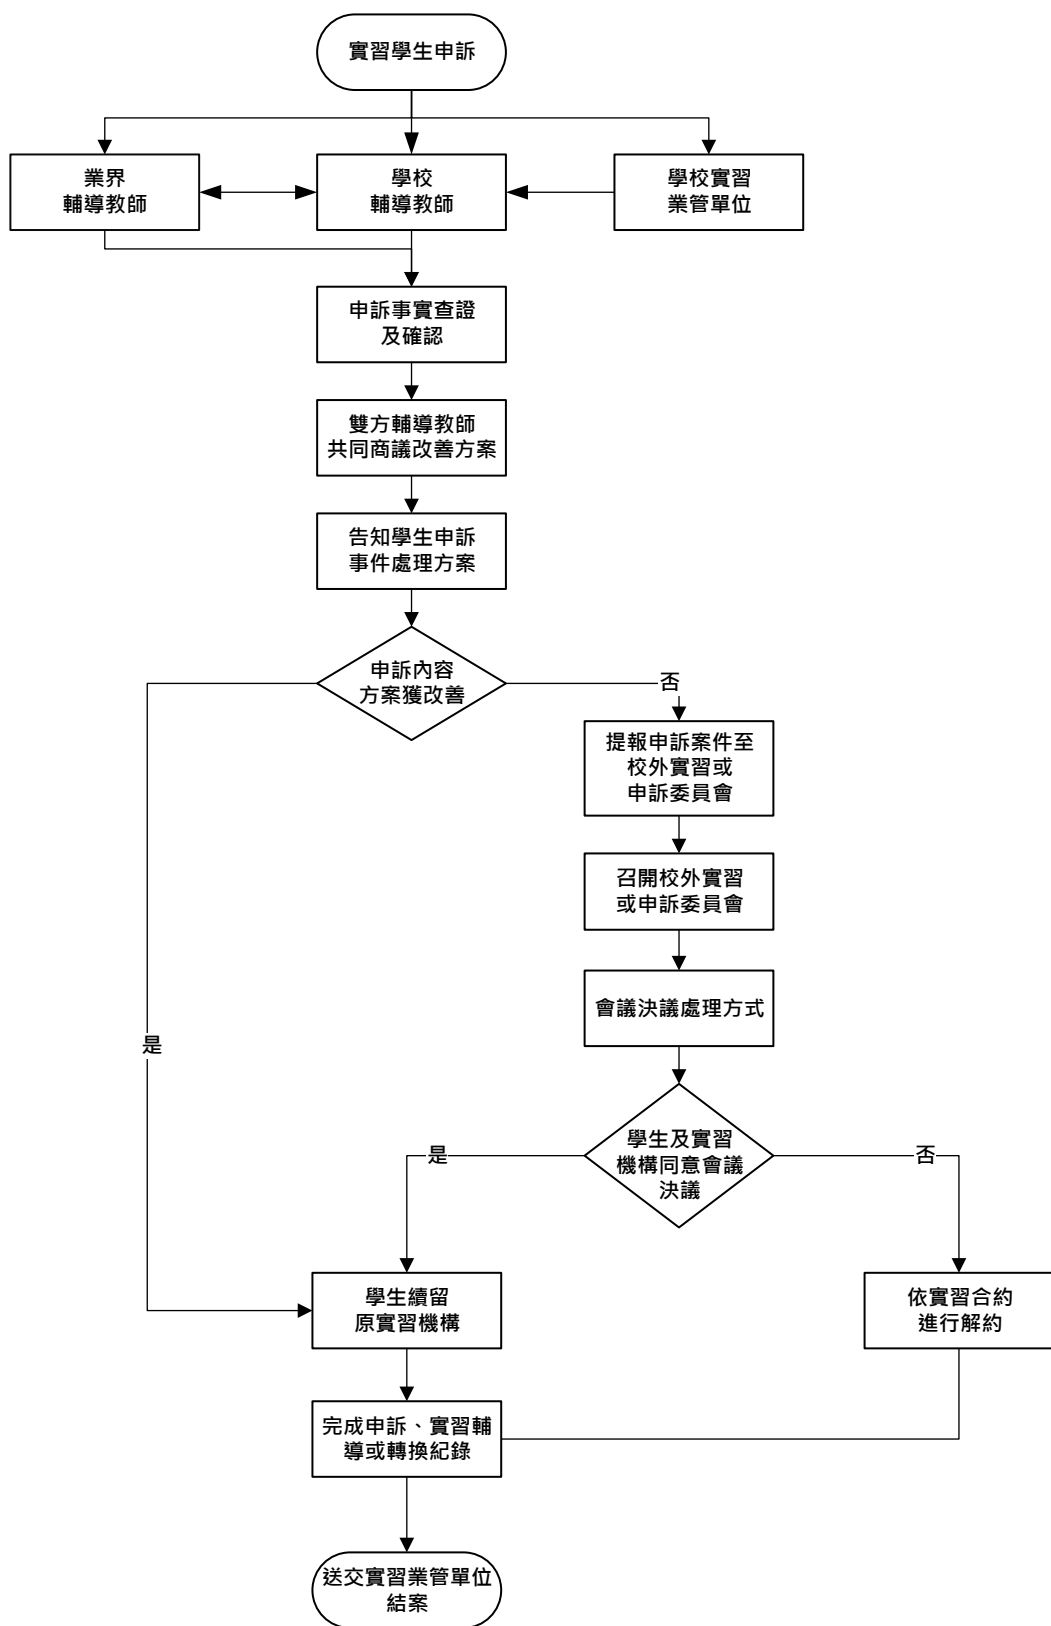 實習學生申訴
業界
輔導教師
學校
輔導教師
學校實習
業管單位
申訴事實查證
及確認
雙方輔導教師
共同商議改善方案
告知學生申訴
事件處理方案
申訴內容
方案獲改善
否
提報申訴案件至
校外實習或
申訴委員會
召開校外實習
或申訴委員會
會議決議處理方式
是
學生及實習
機構同意會議
決議
是
否
學生續留
原實習機構
依實習合約
進行解約
完成申訴、實習輔
導或轉換紀錄
送交實習業管單位
結案